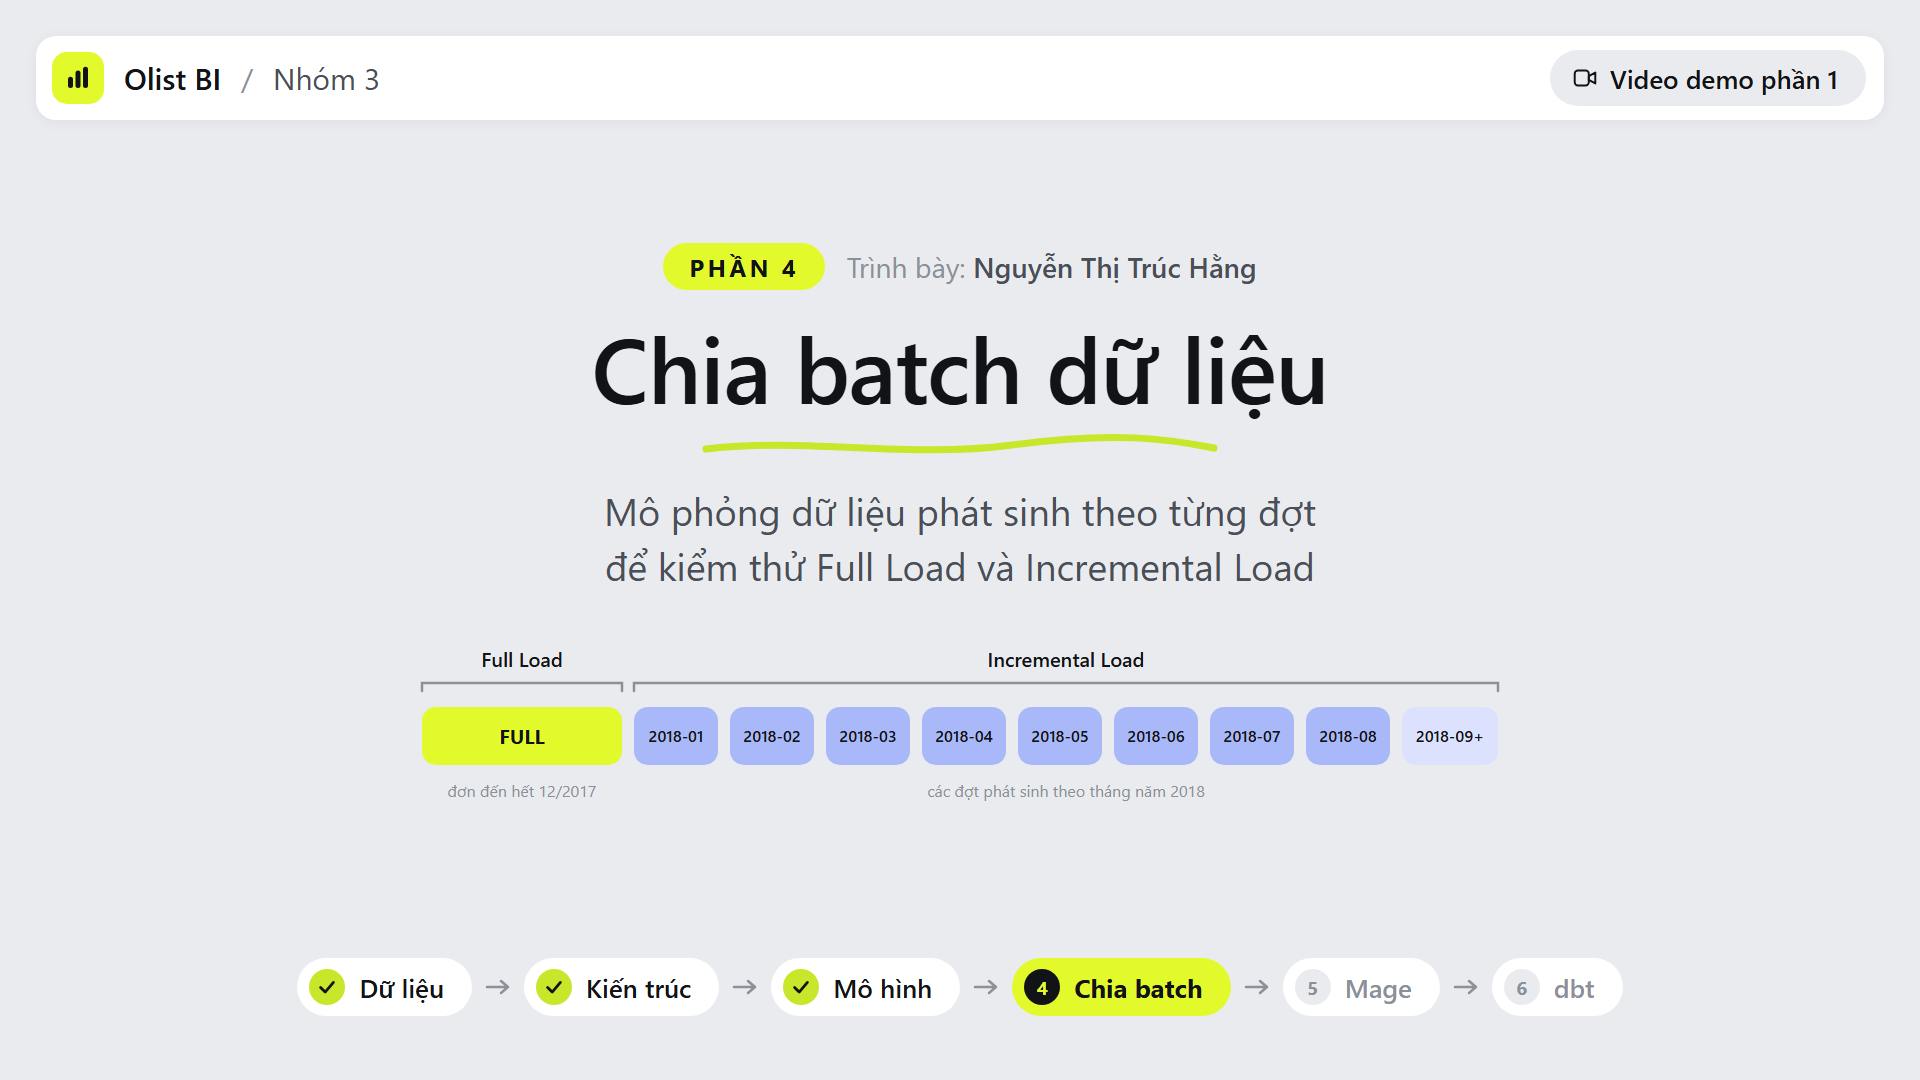 Olist BI / Nhóm 3
Video demo phần 1
PHẦN 4
Trình bày: Nguyễn Thị Trúc Hằng
Chia batch dữ liệu
Mô phỏng dữ liệu phát sinh theo từng đợt
để kiểm thử Full Load và Incremental Load
Full Load
Incremental Load
FULL
2018-01
2018-02
2018-03
2018-04
2018-05
2018-06
2018-07
2018-08
2018-09+
đơn đến hết 12/2017
các đợt phát sinh theo tháng năm 2018
Dữ liệu
Kiến trúc
Mô hình
4 Chia batch
5 Mage
6 dbt